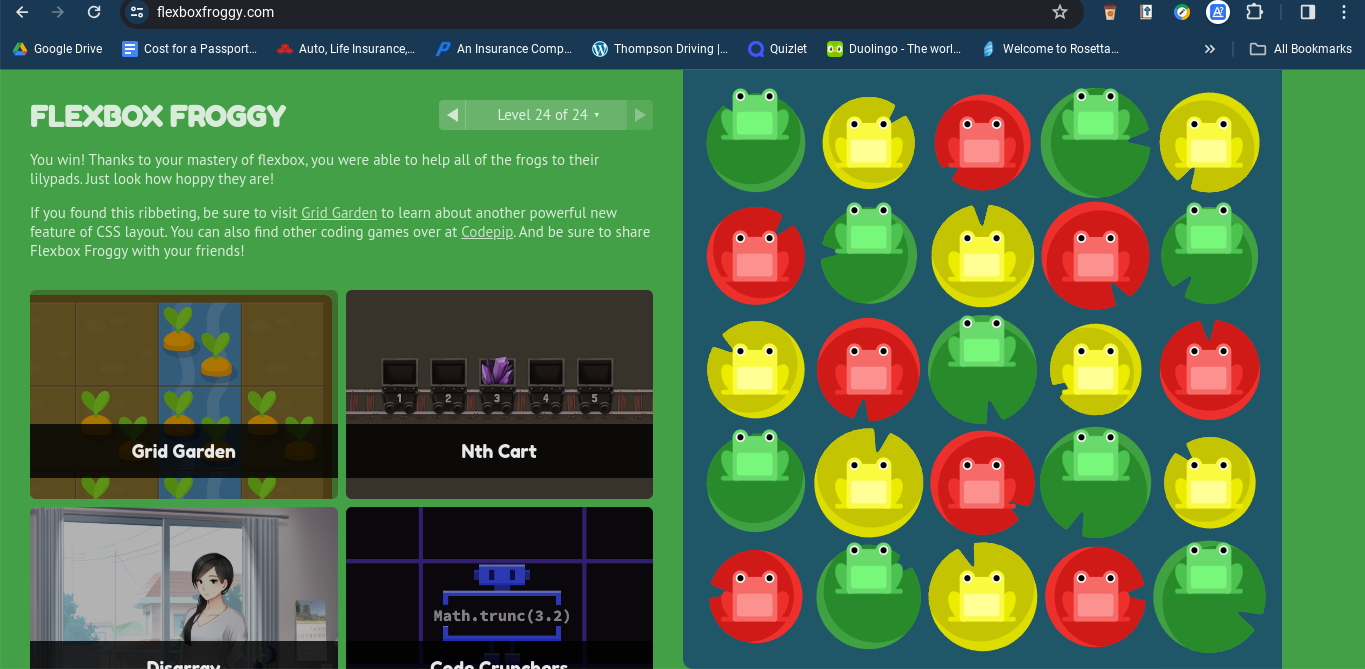 flexboxfroggy.com
Google Drive
Cost for a Passport...
Auto, Life Insurance,...
An Insurance Comp...
Thompson Driving |...
Quizlet
Duolingo - The worl...
Welcome to Rosetta...
»
All Bookmarks
FLEXBOX FROGGY
◀ Level 24 of 24 ▾ ▶
You win! Thanks to your mastery of flexbox, you were able to help all of the frogs to their
lilypads. Just look how hoppy they are!
If you found this ribbeting, be sure to visit Grid Garden to learn about another powerful new
feature of CSS layout. You can also find other coding games over at Codepip. And be sure to share
Flexbox Froggy with your friends!
1 2 3 4 5
Grid Garden
Nth Cart
Math.trunc(3.2)
Disarray
Code Crunchers